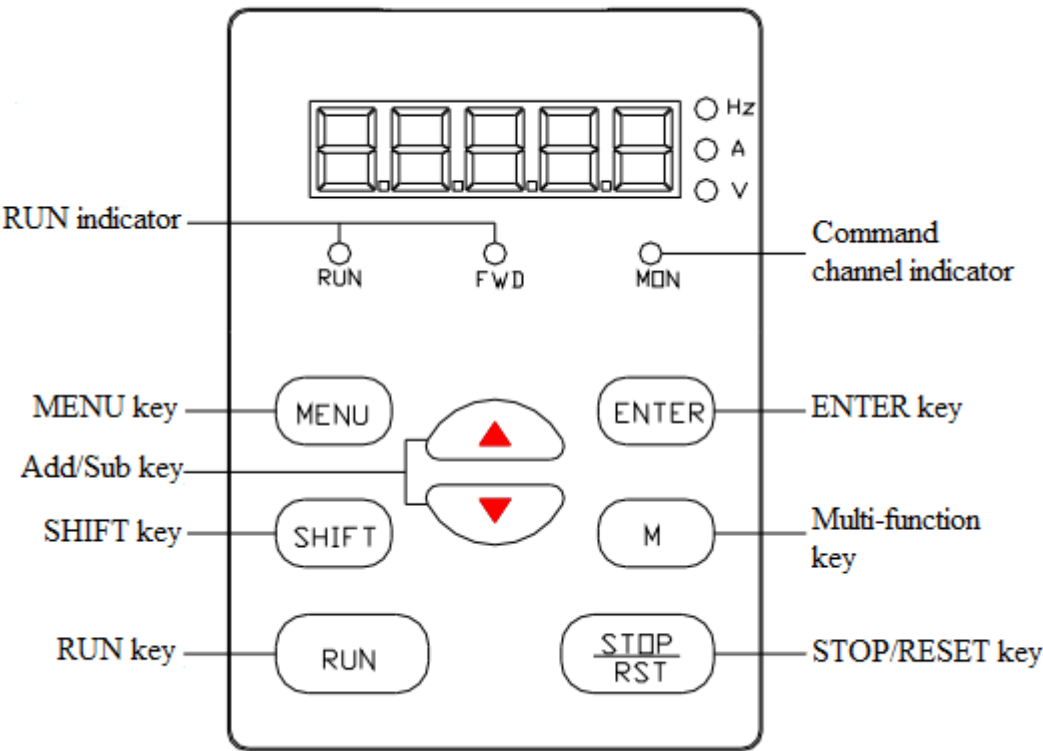 Hz
A
V
RUN indicator
RUN
FWD
MON
Command
channel indicator
MENU key
MENU
ENTER
ENTER key
Add/Sub key
SHIFT key
SHIFT
M
Multi-function
key
RUN key
RUN
STOP
RST
STOP/RESET key